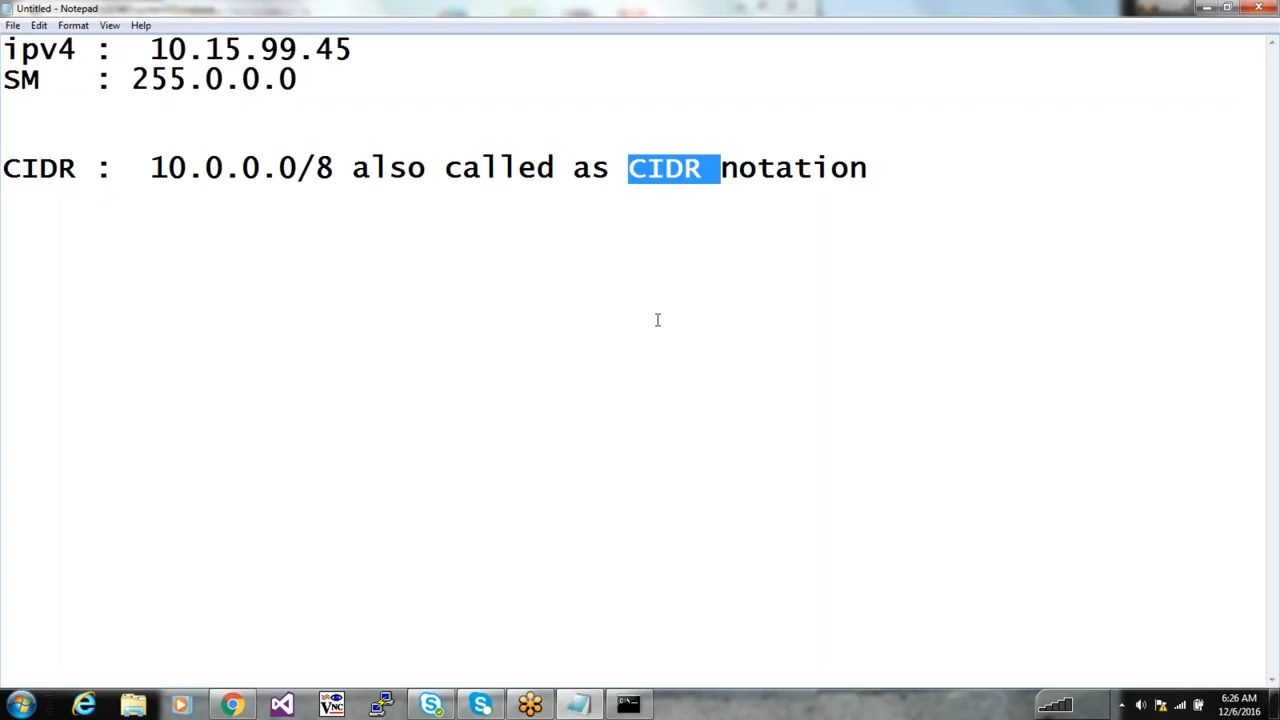 Untitled - Notepad
File Edit Format View Help
ipv4 : 10.15.99.45
SM : 255.0.0.0
CIDR : 10.0.0.0/8 also called as CIDR notation
VNC
6:26 AM
12/6/2016